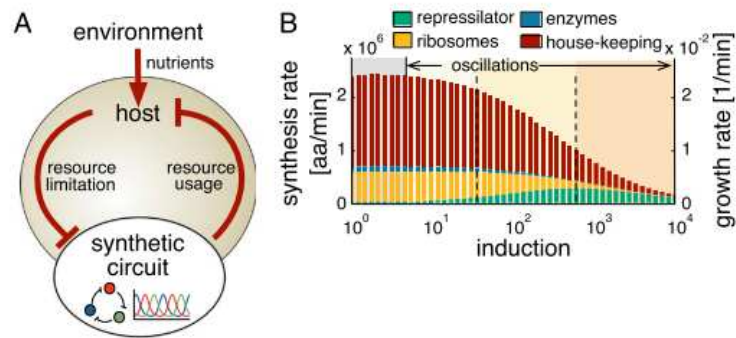 A
environment
nutrients
host
resource
limitation
resource
usage
synthetic
circuit
B
repressilator
enzymes
ribosomes
house-keeping
x 10^6
x 10^-2
oscillations
synthesis rate
[aa/min]
2
1
0
2
1
0
growth rate [1/min]
10^0 10^1 10^2 10^3 10^4
induction